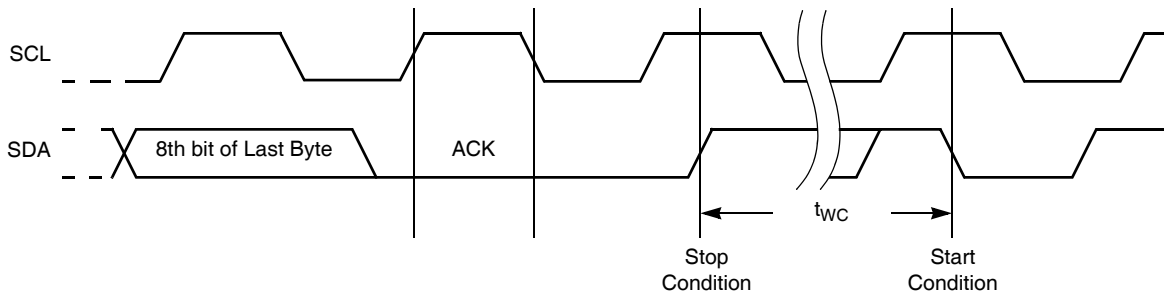 SCL
SDA
8th bit of Last Byte
ACK
tWC
Stop
Condition
Start
Condition